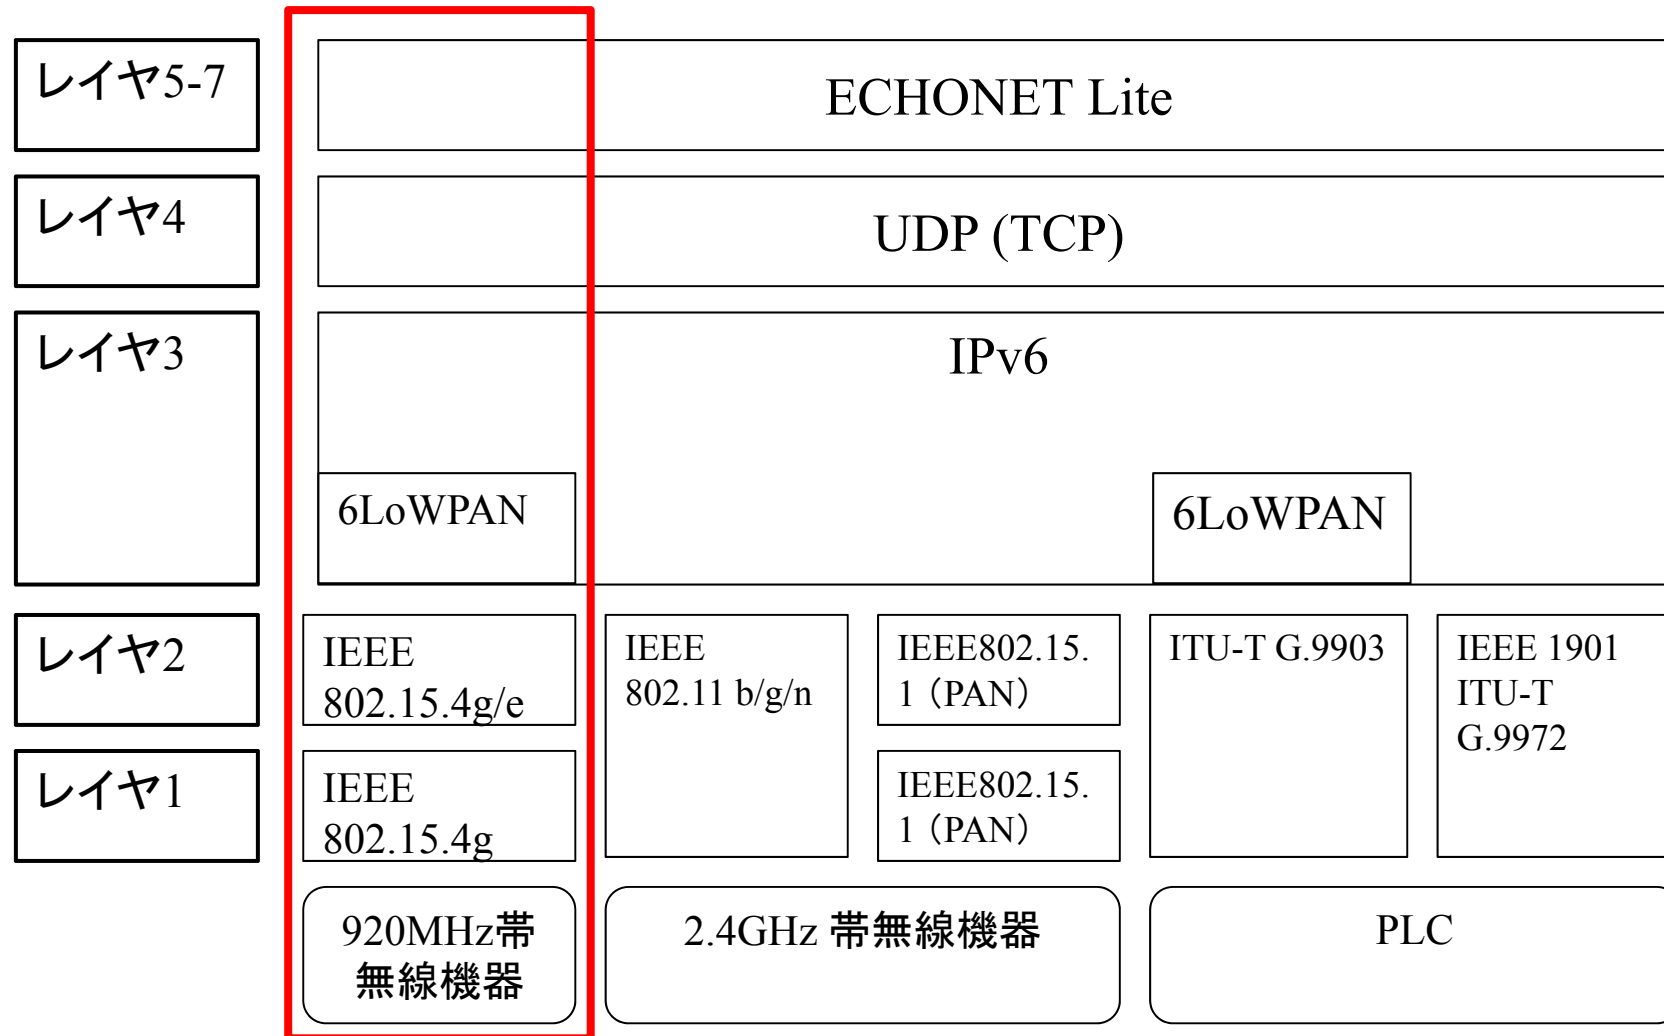 レイヤ5-7
ECHONET Lite
レイヤ4
UDP (TCP)
レイヤ3
IPv6
6LoWPAN
6LoWPAN
レイヤ2
IEEE
802.15.4g/e
IEEE
802.11 b/g/n
IEEE802.15.
1（PAN）
ITU-T G.9903
IEEE 1901
ITU-T
G.9972
レイヤ1
IEEE
802.15.4g
IEEE802.15.
1（PAN）
920MHz帯
無線機器
2.4GHz 帯無線機器
PLC